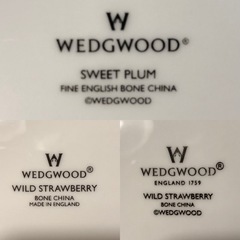 WEDGWOOD®
SWEET PLUM
FINE ENGLISH BONE CHINA
©WEDGWOOD
WEDGWOOD®
WILD STRAWBERRY
BONE CHINA
MADE IN ENGLAND
WEDGWOOD®
ENGLAND 1759
WILD STRAWBERRY
BONE CHINA
©WEDGWOOD